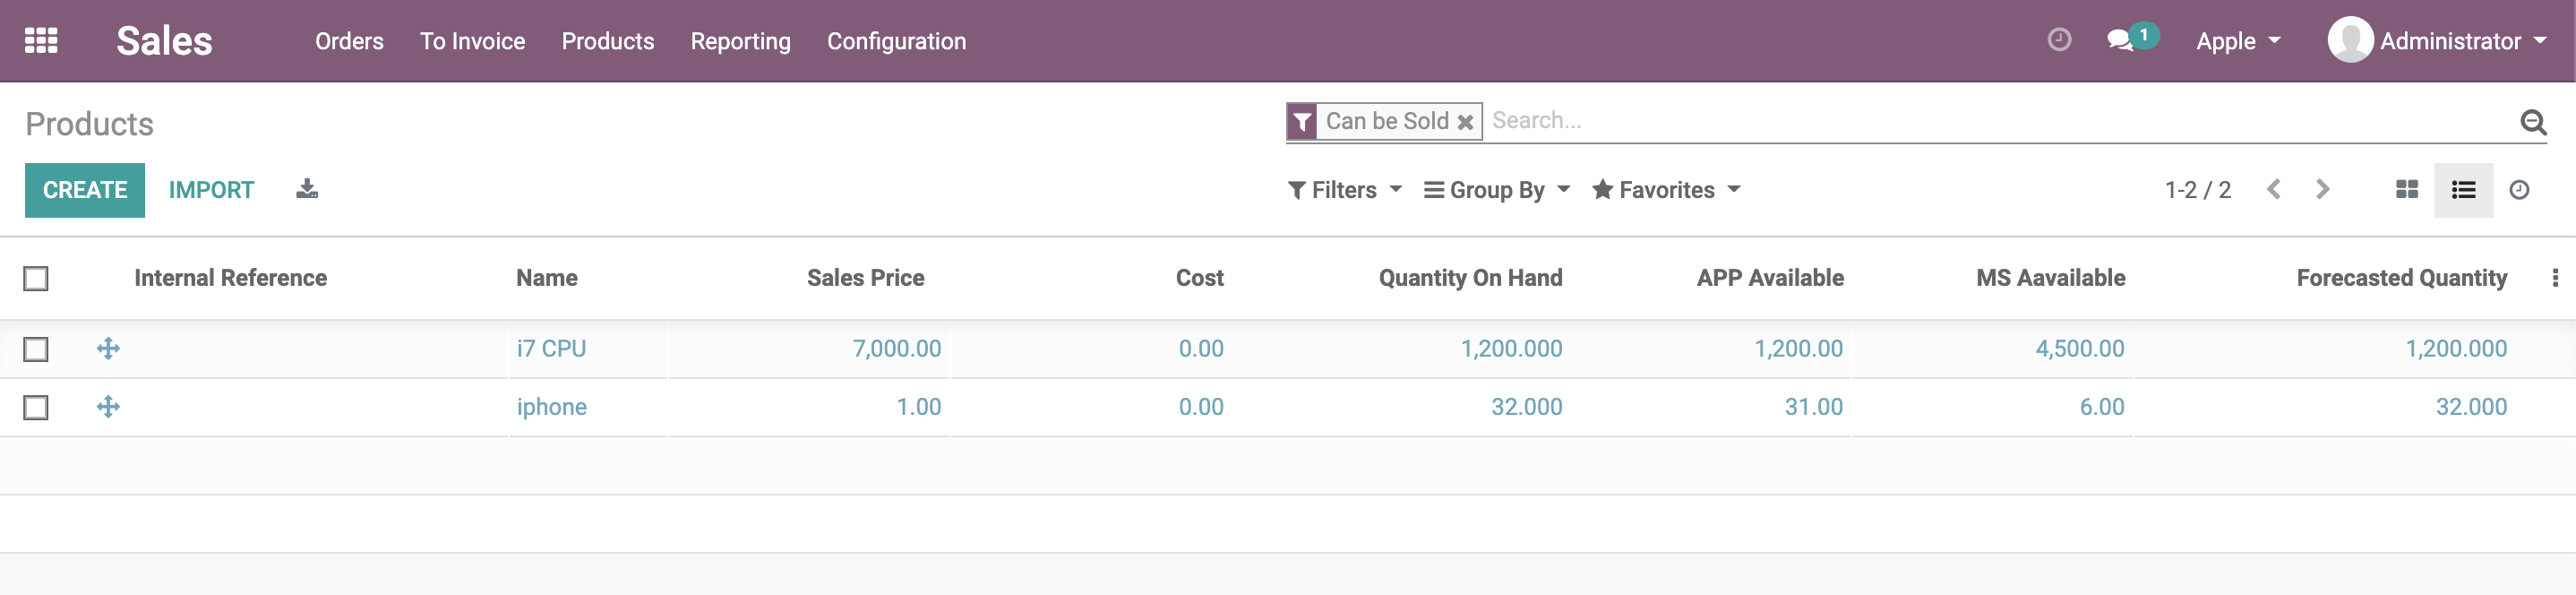 Sales Orders To Invoice Products Reporting Configuration 1 Apple Administrator
Products Can be Sold Search...
CREATE IMPORT Filters Group By Favorites 1-2 / 2
Internal Reference Name Sales Price Cost Quantity On Hand APP Available MS Aavailable Forecasted Quantity
i7 CPU 7,000.00 0.00 1,200.000 1,200.00 4,500.00 1,200.000
iphone 1.00 0.00 32.000 31.00 6.00 32.000